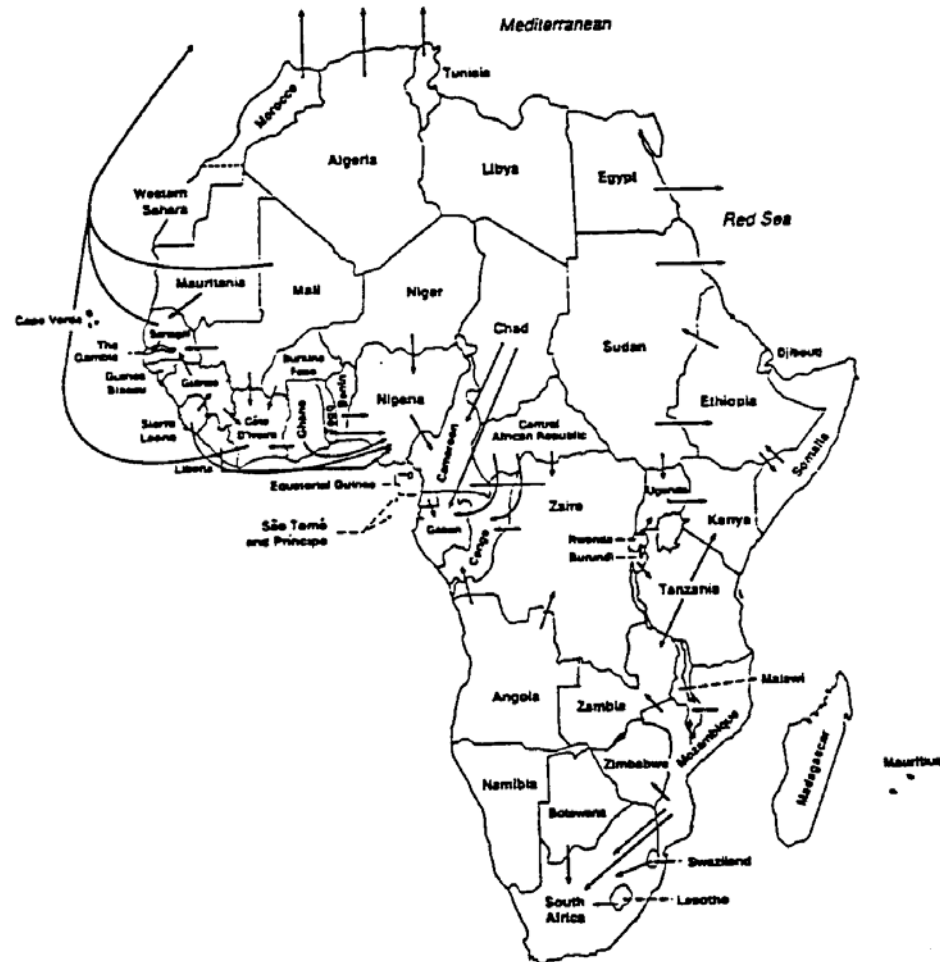 Mediterranean
Tunisia
Morocco
Algeria
Libya
Egypt
Western
Sahara
Red Sea
Mauritania
Mali
Niger
Chad
Sudan
Cape Verde
Senegal
The
Gambia
Guinea
Bissau
Guinea
Burkina
Faso
Benin
Nigeria
Djibouti
Ethiopia
Somalia
Sierra
Leone
Côte
D'Ivoire
Ghana
Liberia
Cameroon
Central
African Republic
Equatorial Guinea
São Tomé
and Príncipe
Gabon
Congo
Zaire
Uganda
Kenya
Rwanda
Burundi
Tanzania
Angola
Zambia
Malawi
Mozambique
Zimbabwe
Namibia
Botswana
Madagascar
Mauritius
Swaziland
South
Africa
Lesotho